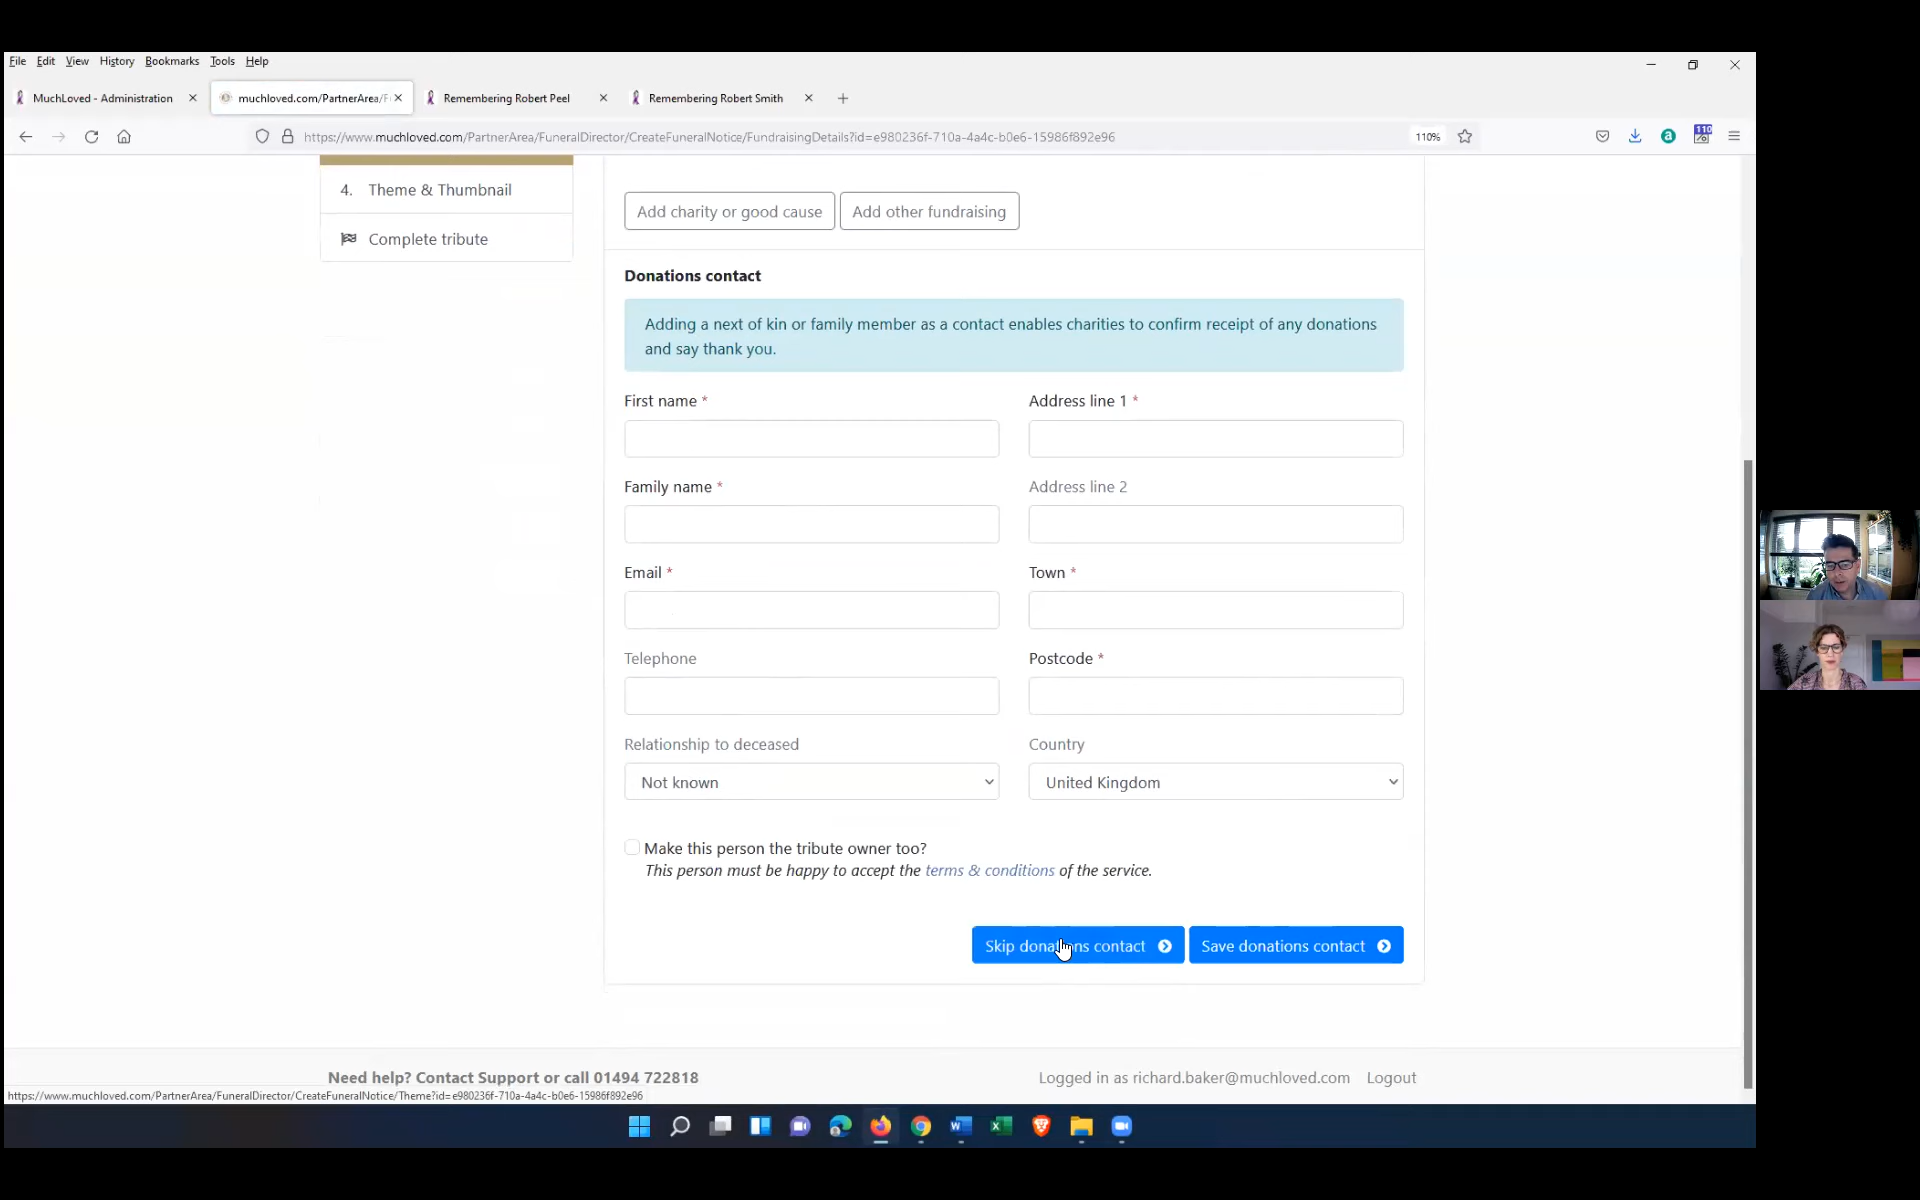 File Edit View History Bookmarks Tools Help
MuchLoved - Administration
muchloved.com/PartnerArea/F
Remembering Robert Peel
Remembering Robert Smith
https://www.muchloved.com/PartnerArea/FuneralDirector/CreateFuneralNotice/FundraisingDetails?id=e980236f-710a-4a4c-b0e6-15986f892e96
110%
110
4. Theme & Thumbnail
Complete tribute
Add charity or good cause
Add other fundraising
Donations contact
Adding a next of kin or family member as a contact enables charities to confirm receipt of any donations
and say thank you.
First name *
Address line 1 *
Family name *
Address line 2
Email *
Town *
Telephone
Postcode *
Relationship to deceased
Country
Not known
United Kingdom
Make this person the tribute owner too?
This person must be happy to accept the terms & conditions of the service.
Skip donations contact
Save donations contact
Need help? Contact Support or call 01494 722818
Logged in as richard.baker@muchloved.com
Logout
https://www.muchloved.com/PartnerArea/FuneralDirector/CreateFuneralNotice/Theme?id=e980236f-710a-4a4c-b0e6-15986f892e96